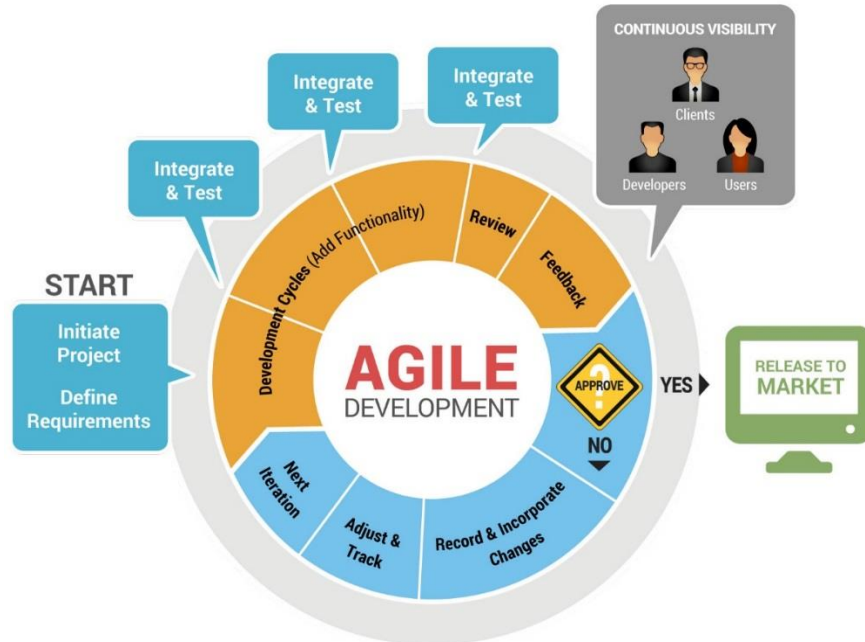 START
Initiate
Project
Define
Requirements
Integrate
& Test
Integrate
& Test
Integrate
& Test
CONTINUOUS VISIBILITY
Clients
Developers
Users
Development Cycles (Add Functionality)
Review
Feedback
?
APPROVE
YES
NO
RELEASE TO
MARKET
Record & Incorporate
Changes
Adjust &
Track
Next
Iteration
AGILE
DEVELOPMENT